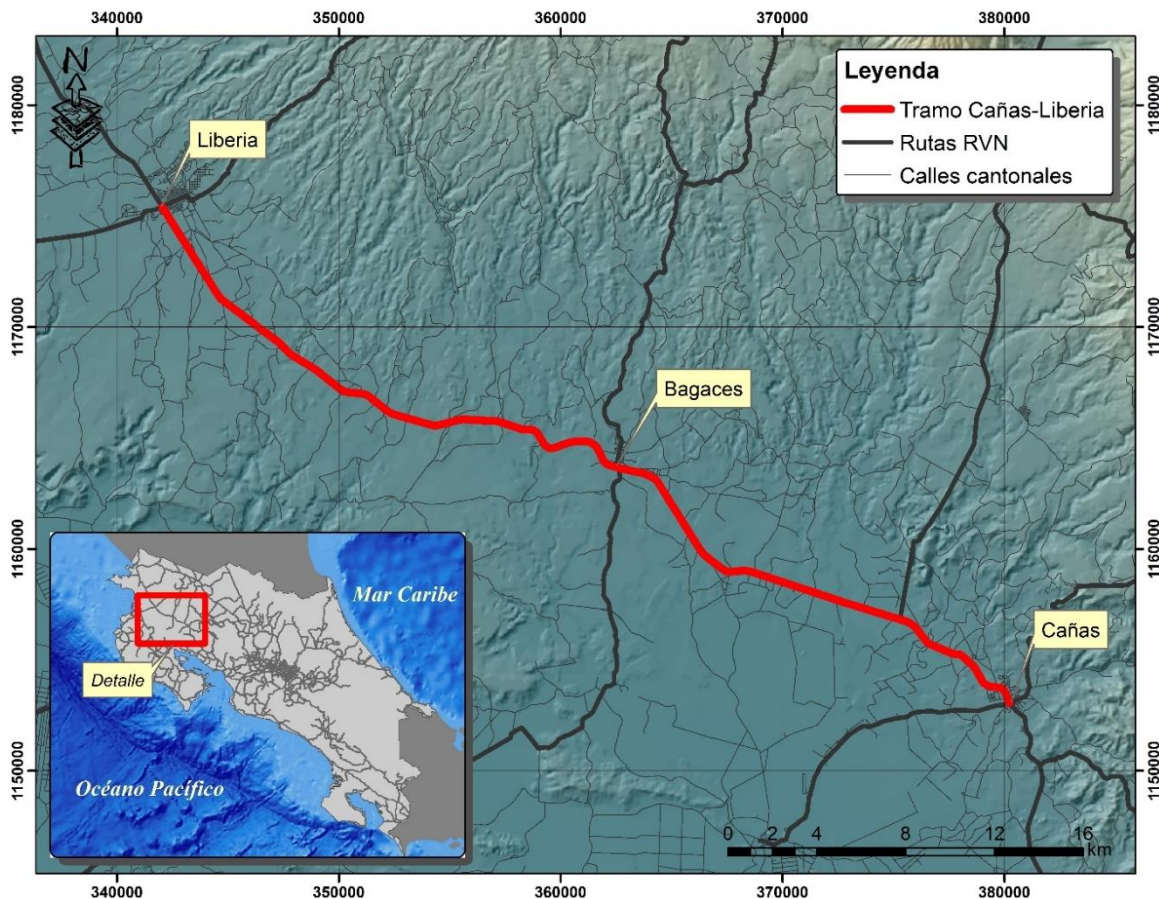 340000
350000
360000
370000
380000
N
Leyenda
Tramo Cañas-Liberia
Rutas RVN
Calles cantonales
1180000
1180000
Liberia
1170000
1170000
Bagaces
1160000
1160000
Cañas
Mar Caribe
Detalle
Océano Pacífico
1150000
1150000
0 2 4 8 12 16
km
340000
350000
360000
370000
380000